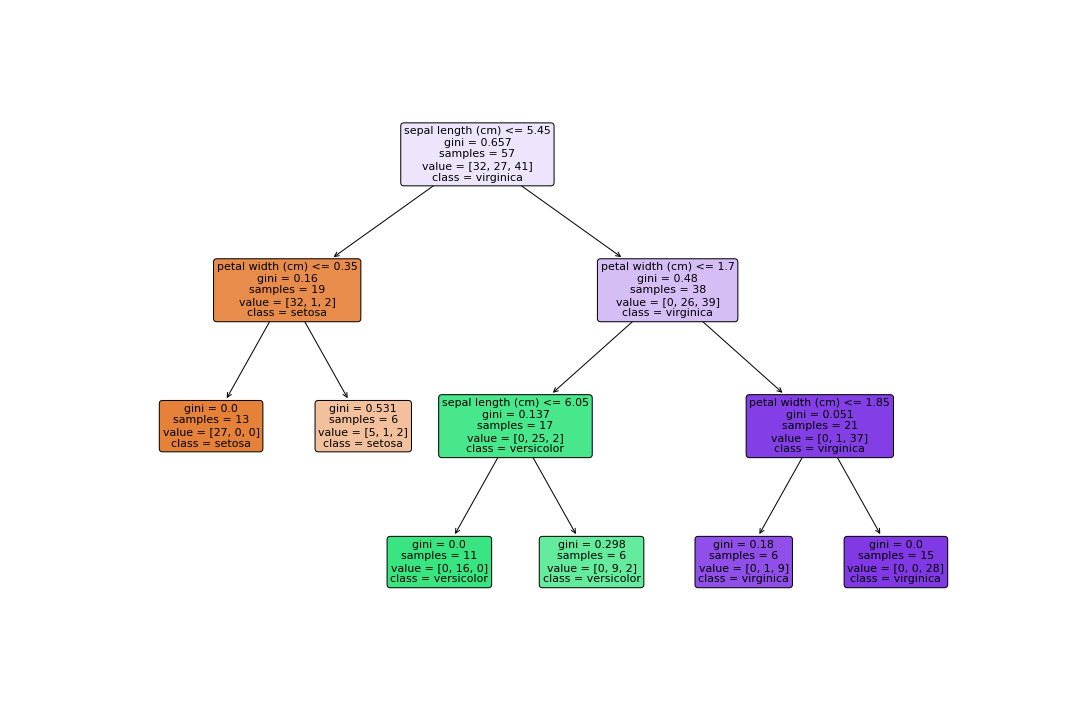 sepal length (cm) <= 5.45
gini = 0.657
samples = 57
value = [32, 27, 41]
class = virginica
petal width (cm) <= 0.35
gini = 0.16
samples = 19
value = [32, 1, 2]
class = setosa
petal width (cm) <= 1.7
gini = 0.48
samples = 38
value = [0, 26, 39]
class = virginica
gini = 0.0
samples = 13
value = [27, 0, 0]
class = setosa
gini = 0.531
samples = 6
value = [5, 1, 2]
class = setosa
sepal length (cm) <= 6.05
gini = 0.137
samples = 17
value = [0, 25, 2]
class = versicolor
petal width (cm) <= 1.85
gini = 0.051
samples = 21
value = [0, 1, 37]
class = virginica
gini = 0.0
samples = 11
value = [0, 16, 0]
class = versicolor
gini = 0.298
samples = 6
value = [0, 9, 2]
class = versicolor
gini = 0.18
samples = 6
value = [0, 1, 9]
class = virginica
gini = 0.0
samples = 15
value = [0, 0, 28]
class = virginica